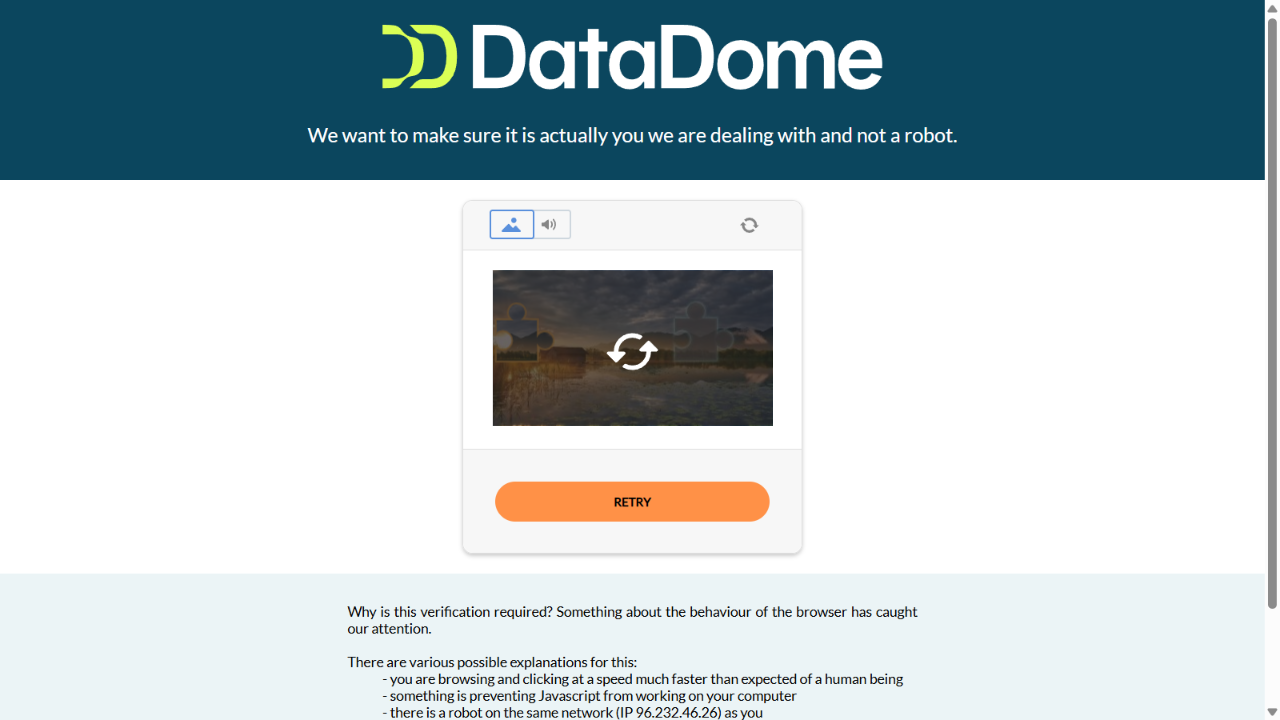 DataDome
We want to make sure it is actually you we are dealing with and not a robot.
RETRY
Why is this verification required? Something about the behaviour of the browser has caught
our attention.
There are various possible explanations for this:
- you are browsing and clicking at a speed much faster than expected of a human being
- something is preventing Javascript from working on your computer
- there is a robot on the same network (IP 96.232.46.26) as you